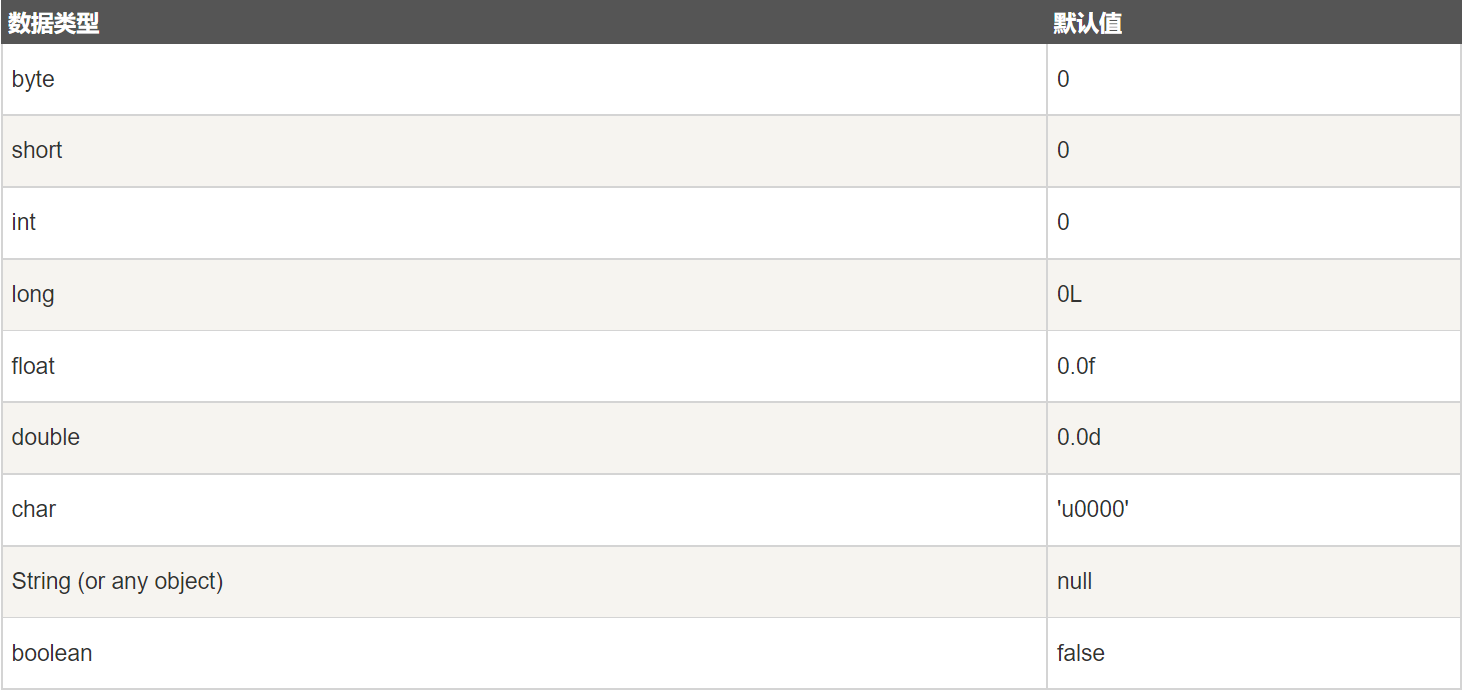 数据类型 默认值
byte 0
short 0
int 0
long 0L
float 0.0f
double 0.0d
char 'u0000'
String (or any object) null
boolean false